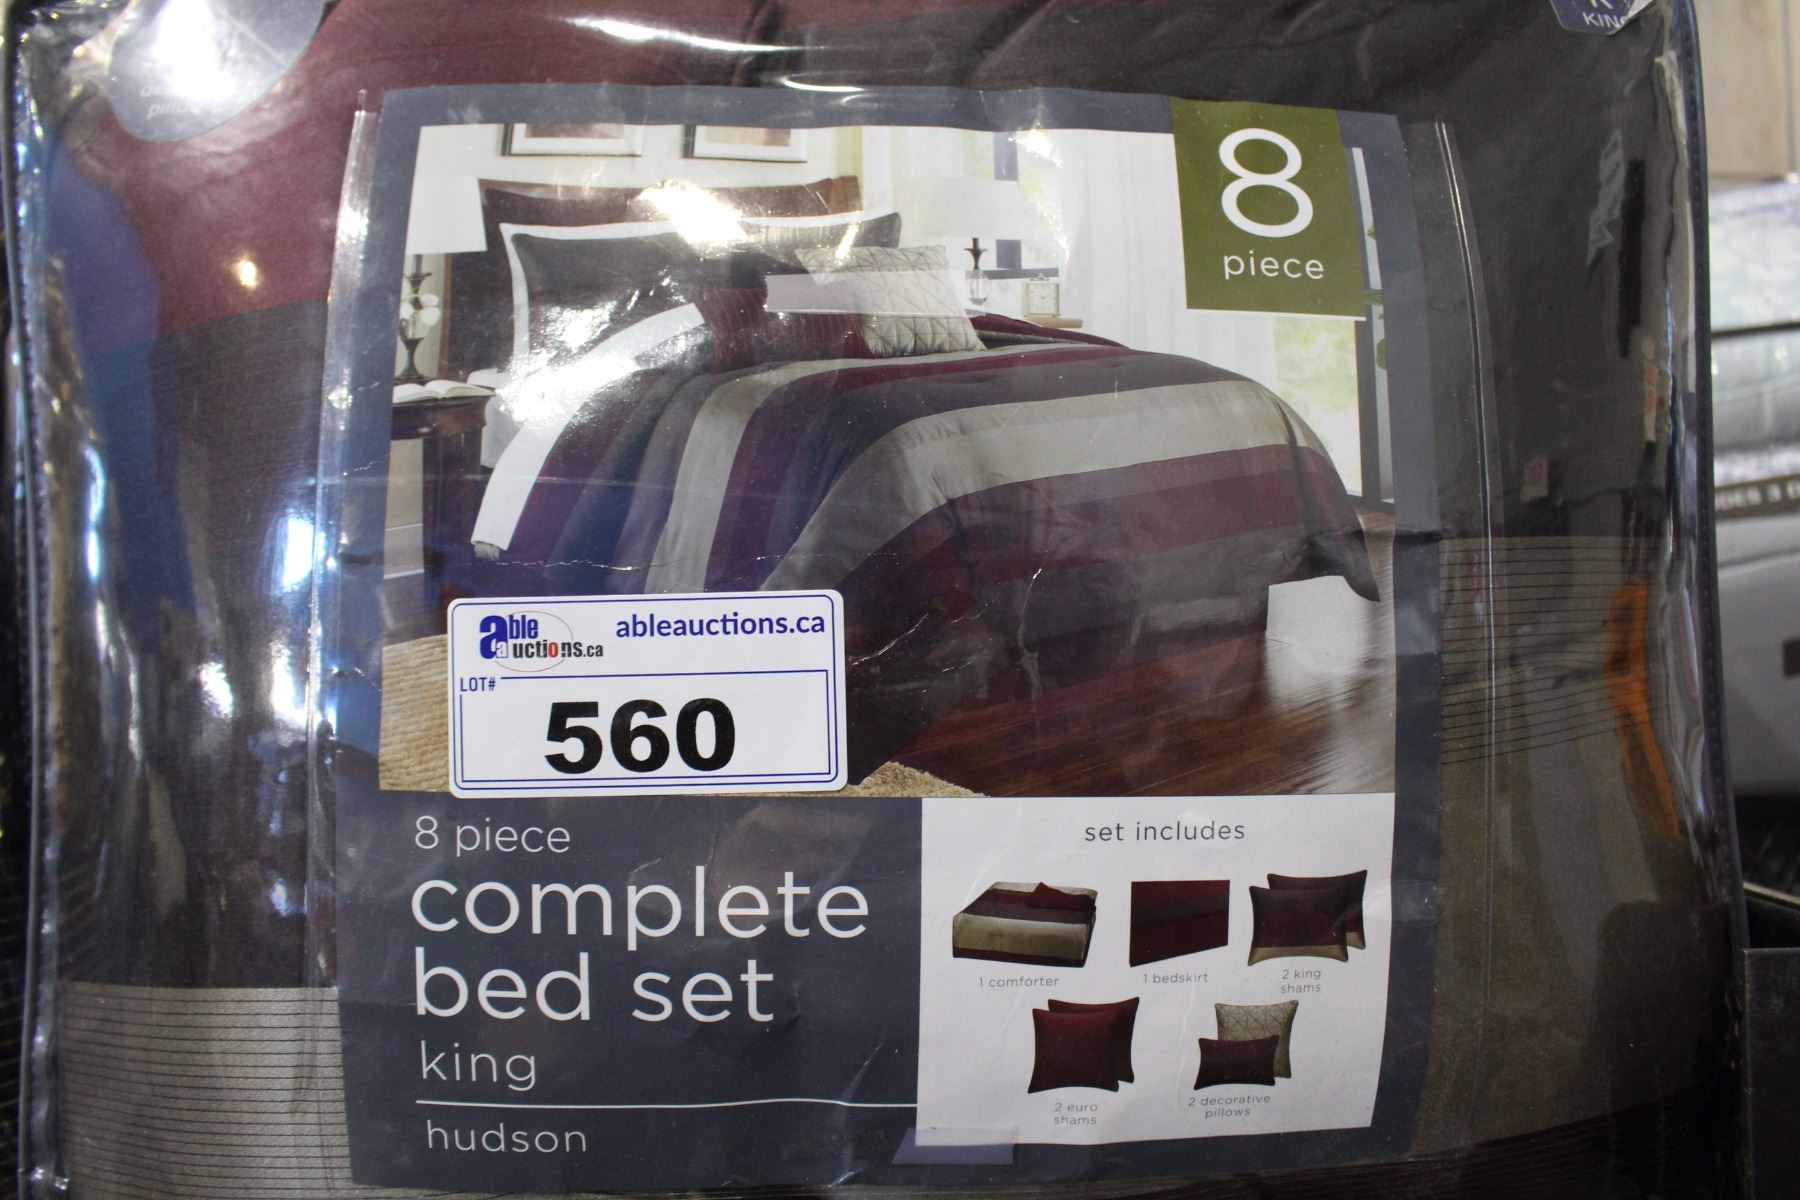 KING
8
piece
able auctions.ca
ableauctions.ca
LOT#
560
8 piece
complete
bed set
king
hudson
set includes
1 comforter
1 bedskirt
2 king
shams
2 euro
shams
2 decorative
pillows